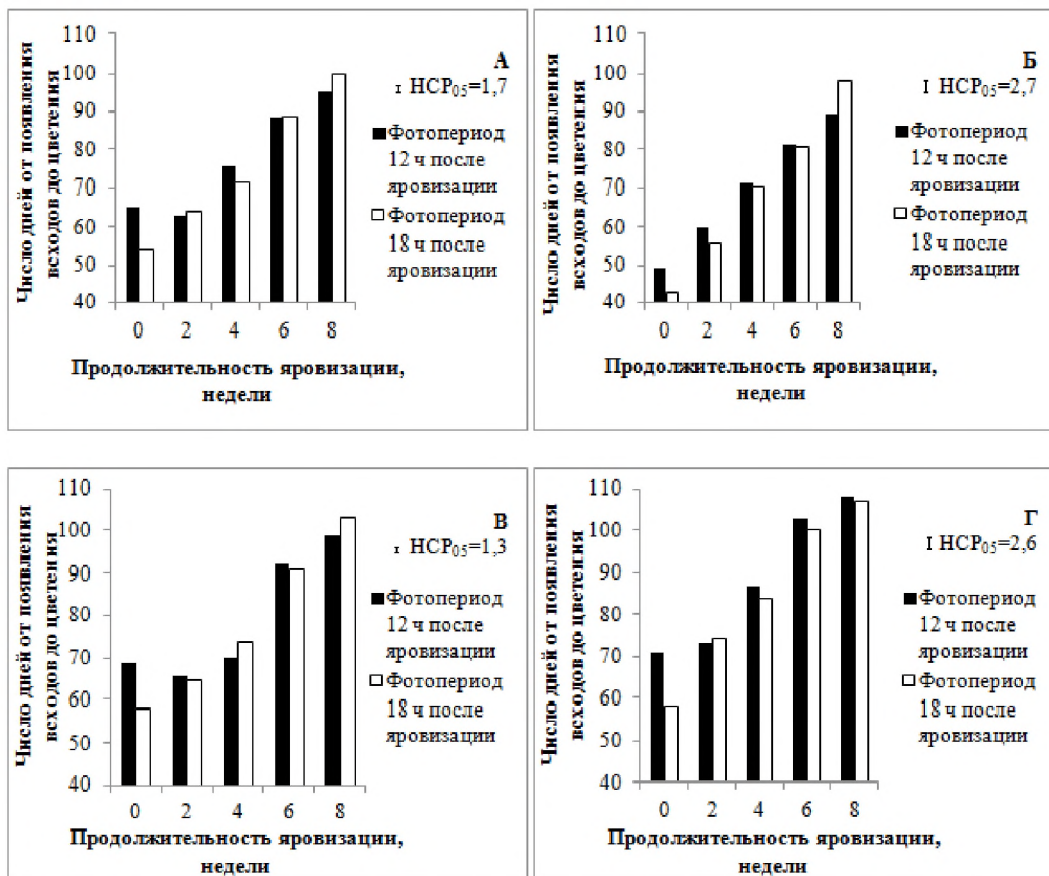 Число дней от появления
всходов до цветения
110
100
90
80
70
60
50
40
0 2 4 6 8
Продолжительность яровизации,
недели
А
НСР05=1,7
Фотопериод
12 ч после
яровизации
Фотопериод
18 ч после
яровизации
Число дней от появления
всходов до цветения
110
100
90
80
70
60
50
40
0 2 4 6 8
Продолжительность яровизации,
недели
Б
НСР05=2,7
Фотопериод
12 ч после
яровизации
Фотопериод
18 ч после
яровизации
Число дней от появления
всходов до цветения
110
100
90
80
70
60
50
40
0 2 4 6 8
Продолжительность яровизации,
недели
В
НСР05=1,3
Фотопериод
12 ч после
яровизации
Фотопериод
18 ч после
яровизации
Число дней от появления
всходов до цветения
110
100
90
80
70
60
50
40
0 2 4 6 8
Продолжительность яровизации,
недели
Г
НСР05=2,6
Фотопериод
12 ч после
яровизации
Фотопериод
18 ч после
яровизации